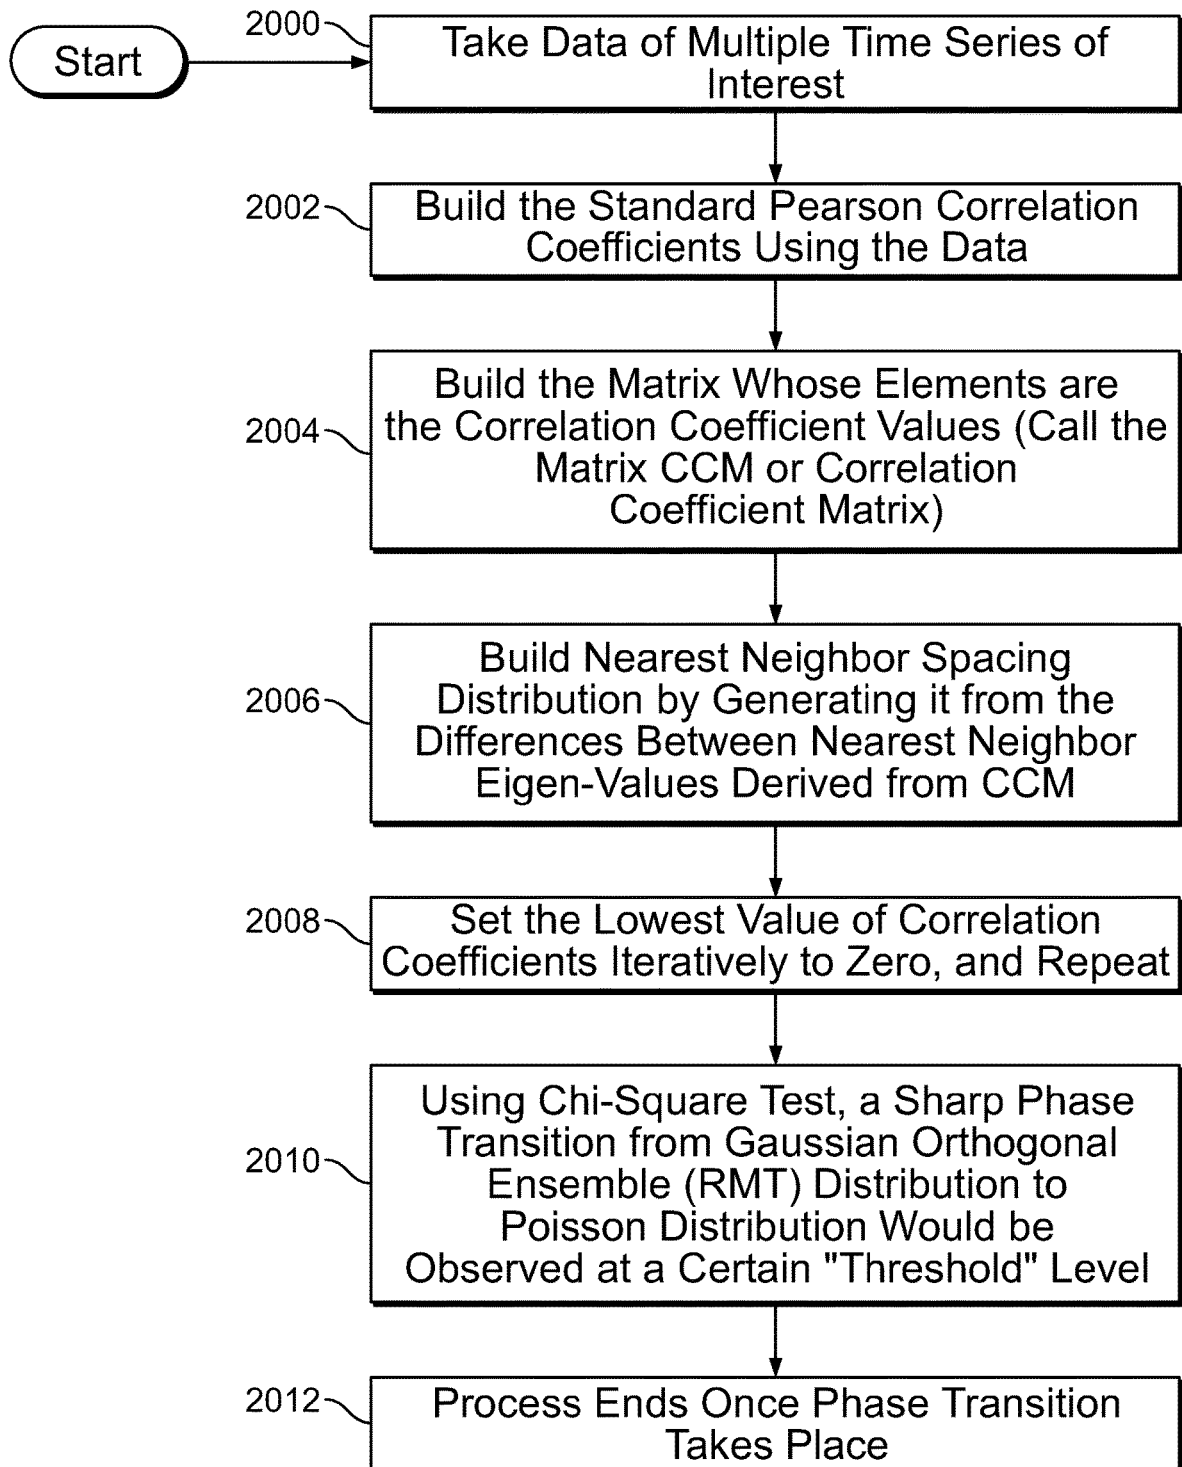 Start
2000
Take Data of Multiple Time Series of
Interest
2002
Build the Standard Pearson Correlation
Coefficients Using the Data
2004
Build the Matrix Whose Elements are
the Correlation Coefficient Values (Call the
Matrix CCM or Correlation
Coefficient Matrix)
2006
Build Nearest Neighbor Spacing
Distribution by Generating it from the
Differences Between Nearest Neighbor
Eigen-Values Derived from CCM
2008
Set the Lowest Value of Correlation
Coefficients Iteratively to Zero, and Repeat
2010
Using Chi-Square Test, a Sharp Phase
Transition from Gaussian Orthogonal
Ensemble (RMT) Distribution to
Poisson Distribution Would be
Observed at a Certain "Threshold" Level
2012
Process Ends Once Phase Transition
Takes Place